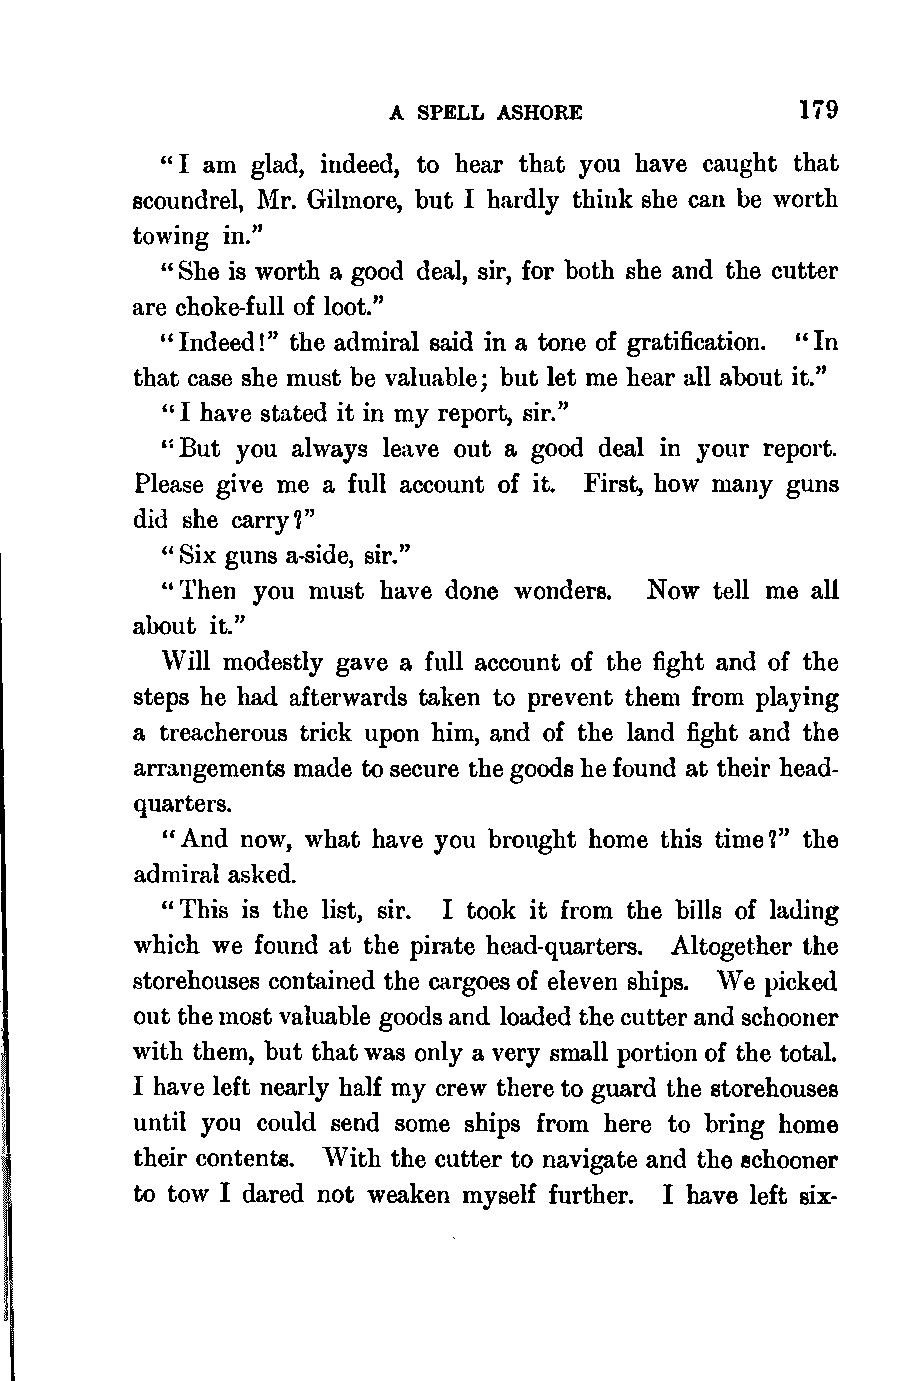 A SPELL ASHORE 179
“I am glad, indeed, to hear that you have caught that
scoundrel, Mr. Gilmore, but I hardly think she can be worth
towing in.”
“She is worth a good deal, sir, for both she and the cutter
are choke-full of loot.”
“Indeed!” the admiral said in a tone of gratification. “In
that case she must be valuable; but let me hear all about it.”
“I have stated it in my report, sir.”
“But you always leave out a good deal in your report.
Please give me a full account of it. First, how many guns
did she carry?”
“Six guns a-side, sir.”
“Then you must have done wonders. Now tell me all
about it.”
Will modestly gave a full account of the fight and of the
steps he had afterwards taken to prevent them from playing
a treacherous trick upon him, and of the land fight and the
arrangements made to secure the goods he found at their head-
quarters.
“And now, what have you brought home this time?” the
admiral asked.
“This is the list, sir. I took it from the bills of lading
which we found at the pirate head-quarters. Altogether the
storehouses contained the cargoes of eleven ships. We picked
out the most valuable goods and loaded the cutter and schooner
with them, but that was only a very small portion of the total.
I have left nearly half my crew there to guard the storehouses
until you could send some ships from here to bring home
their contents. With the cutter to navigate and the schooner
to tow I dared not weaken myself further. I have left six-